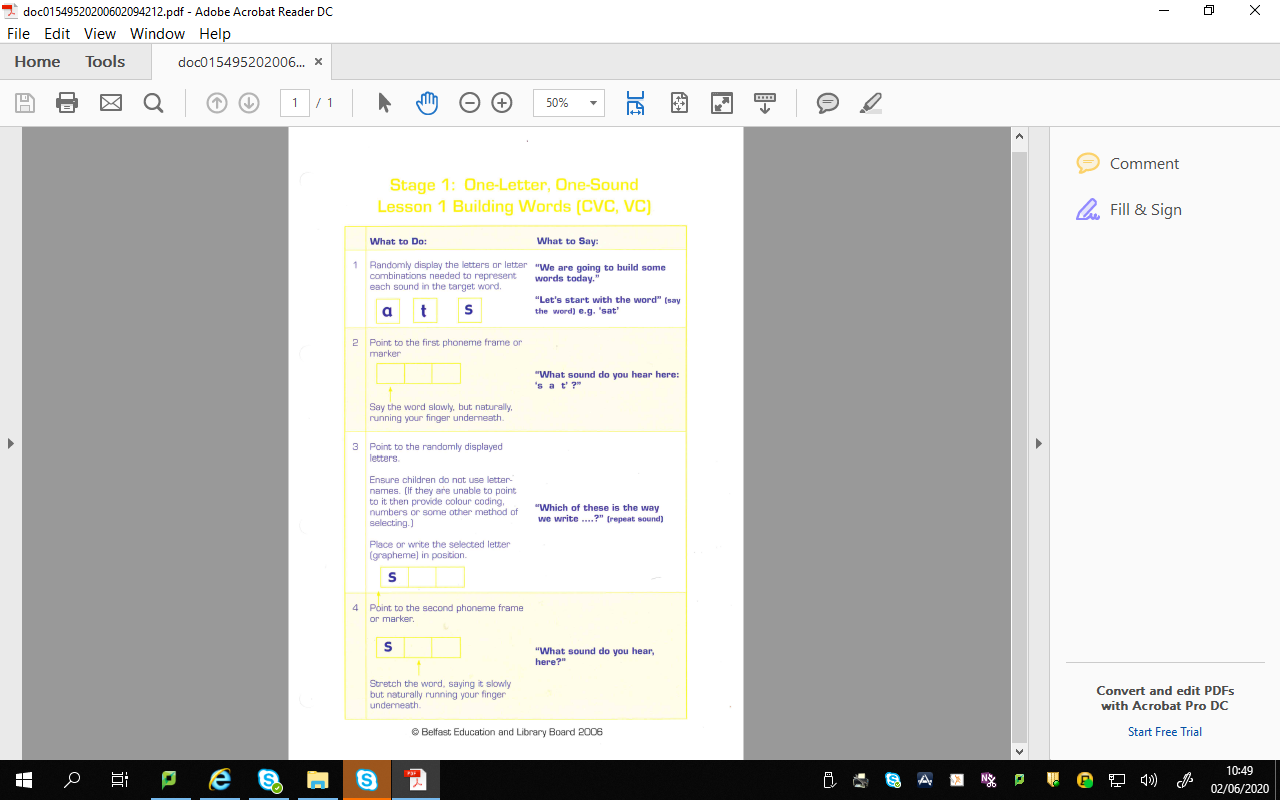 doc01549520200602094212.pdf - Adobe Acrobat Reader DC
File Edit View Window Help
Home Tools doc015495202006... ×
1 / 1 50%
Comment
Fill & Sign
Stage 1: One-Letter, One-Sound
Lesson 1 Building Words (CVC, VC)
What to Do: What to Say:
1 Randomly display the letters or letter
combinations needed to represent
each sound in the target word.
a t s
"We are going to build some
words today."
"Let's start with the word" (say
the word) e.g. 'sat'
2 Point to the first phoneme frame or
marker
Say the word slowly, but naturally,
running your finger underneath.
"What sound do you hear here:
's a t' ?"
3 Point to the randomly displayed
letters.
Ensure children do not use letter-
names. (If they are unable to point
to it then provide colour coding,
numbers or some other method of
selecting.)
Place or write the selected letter
(grapheme) in position.
s
"Which of these is the way
we write ....?" (repeat sound)
4 Point to the second phoneme frame
or marker.
s
Stretch the word, saying it slowly
but naturally running your finger
underneath.
"What sound do you hear,
here?"
© Belfast Education and Library Board 2006
Convert and edit PDFs
with Acrobat Pro DC
Start Free Trial
10:49
02/06/2020